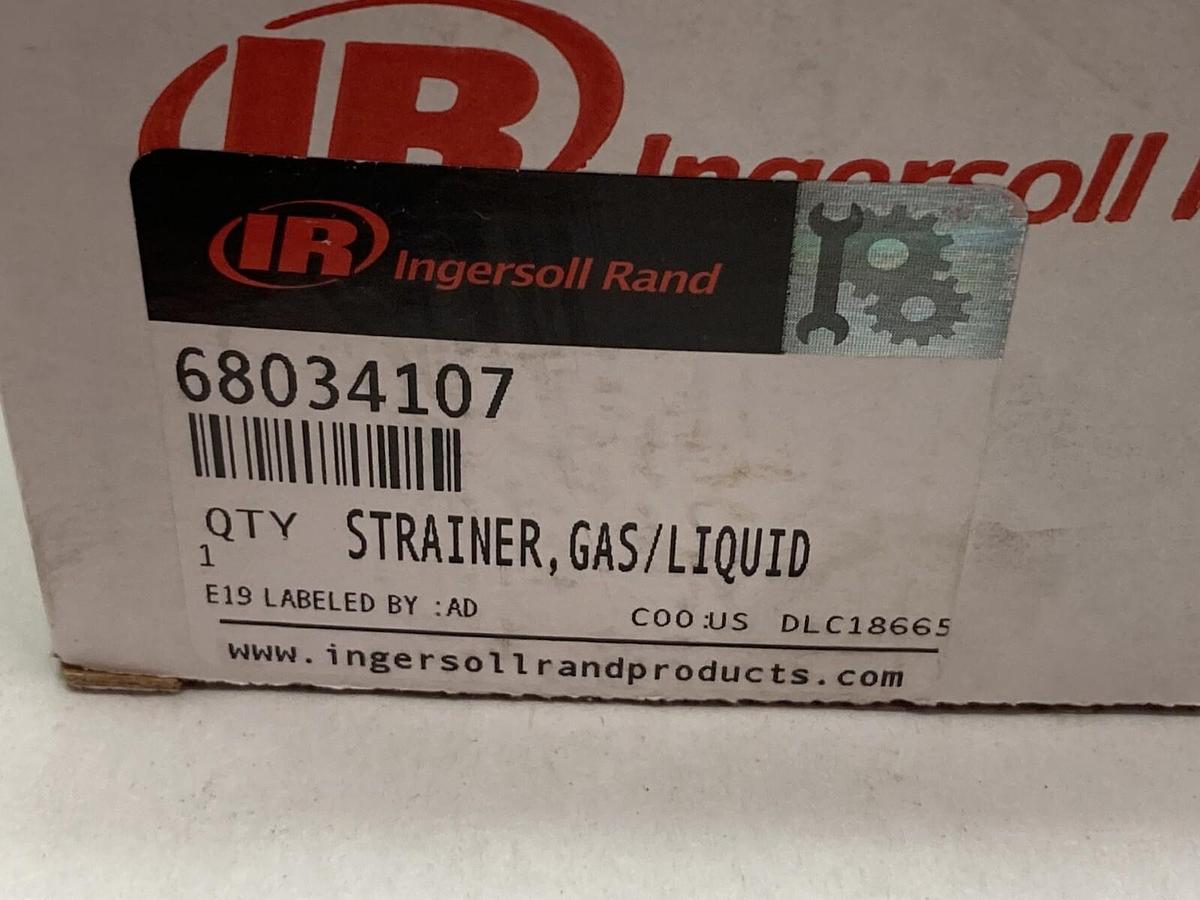 IR Ingersoll
IR Ingersoll Rand
68034107
QTY STRAINER,GAS/LIQUID
1
E19 LABELED BY :AD COO:US DLC18665
www.ingersollrandproducts.com